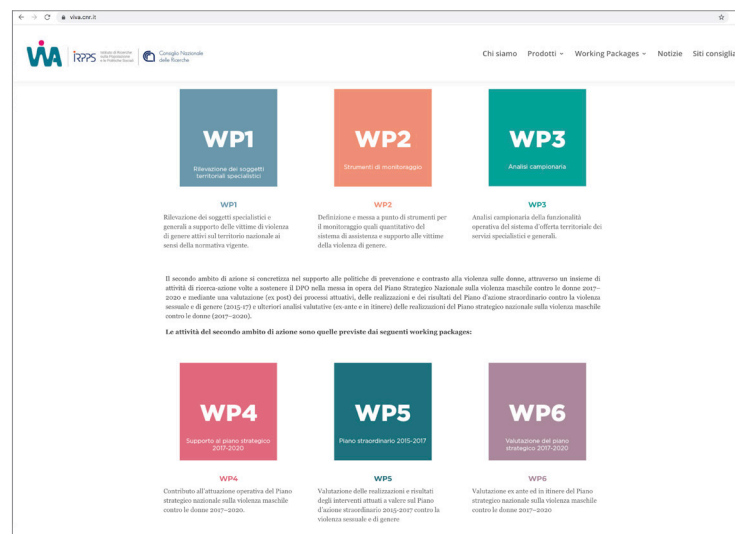 viva.cnr.it
VIVA
IRPPS Istituto di Ricerche
sulla Popolazione
e le Politiche Sociali
Consiglio Nazionale
delle Ricerche
Chi siamo Prodotti Working Packages Notizie Siti consiglia
WP1
Rilevazione dei soggetti
territoriali specialistici
WP2
Strumenti di monitoraggio
WP3
Analisi campionaria
WP1
Rilevazione dei soggetti specialistici e
generali a supporto delle vittime di violenza
di genere attivi sul territorio nazionale ai
sensi della normativa vigente.
WP2
Definizione e messa a punto di strumenti per
il monitoraggio quali quantitativo del
sistema di assistenza e supporto alle vittime
della violenza di genere.
WP3
Analisi campionaria della funzionalità
operativa del sistema d'offerta territoriale dei
servizi specialistici e generali.
Il secondo ambito di azione si concretizza nel supporto alle politiche di prevenzione e contrasto alla violenza sulle donne, attraverso un insieme di
attività di ricerca-azione volte a sostenere il DPO nella messa in opera del Piano Strategico Nazionale sulla violenza maschile contro le donne 2017–
2020 e mediante una valutazione (ex post) dei processi attuativi, delle realizzazioni e dei risultati del Piano d'azione straordinario contro la violenza
sessuale e di genere (2015-17) e ulteriori analisi valutative (ex-ante e in itinere) delle realizzazioni del Piano strategico nazionale sulla violenza maschile
contro le donne (2017–2020).
Le attività del secondo ambito di azione sono quelle previste dai seguenti working packages:
WP4
Supporto al piano strategico
2017-2020
WP5
Piano straordinario 2015-2017
WP6
Valutazione del piano
strategico 2017-2020
WP4
Contributo all'attuazione operativa del Piano
strategico nazionale sulla violenza maschile
contro le donne 2017–2020.
WP5
Valutazione delle realizzazioni e risultati
degli interventi attuati a valere sul Piano
d'azione straordinario 2015-2017 contro la
violenza sessuale e di genere
WP6
Valutazione ex ante ed in itinere del Piano
strategico nazionale sulla violenza maschile
contro le donne 2017–2020